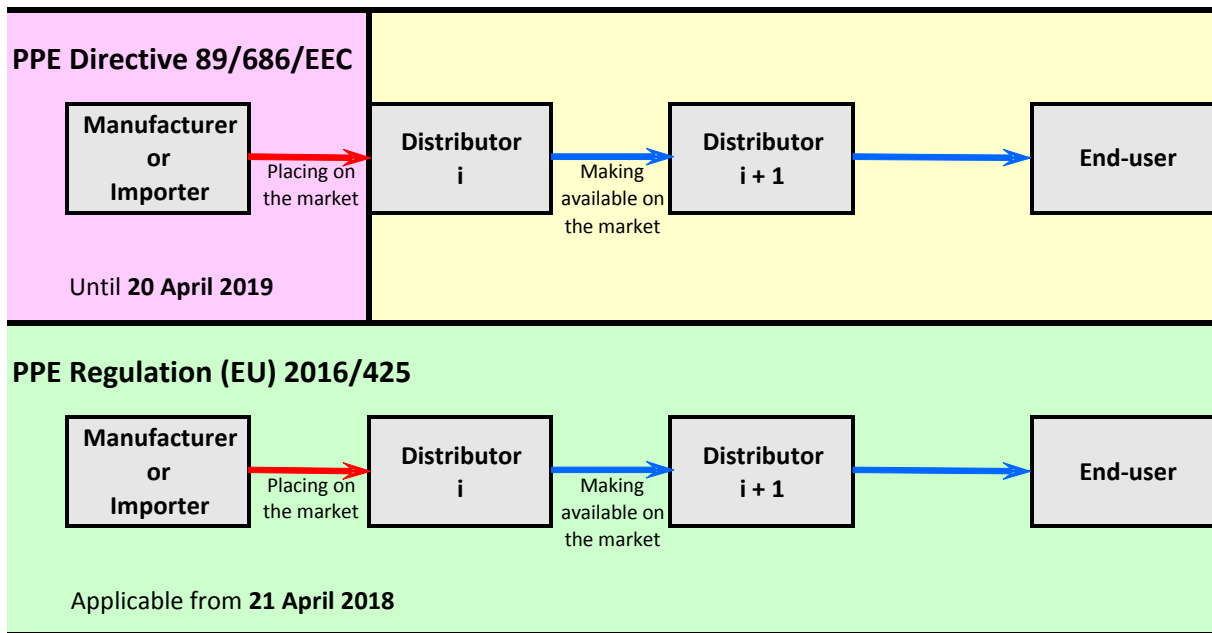 PPE Directive 89/686/EEC
Manufacturer
or
Importer
Placing on
the market
Distributor
i
Making
available on
the market
Distributor
i + 1
End-user
Until 20 April 2019
PPE Regulation (EU) 2016/425
Manufacturer
or
Importer
Placing on
the market
Distributor
i
Making
available on
the market
Distributor
i + 1
End-user
Applicable from 21 April 2018